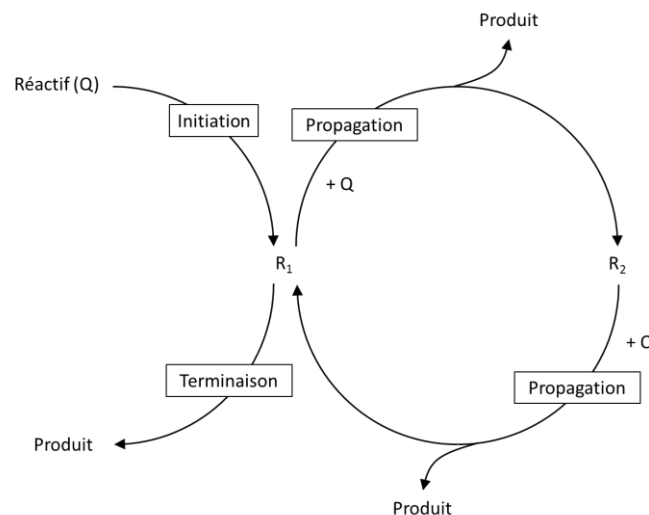 Produit
Réactif (Q)
Initiation
Propagation
+ Q
R₁
R₂
+ Q
Terminaison
Propagation
Produit
Produit